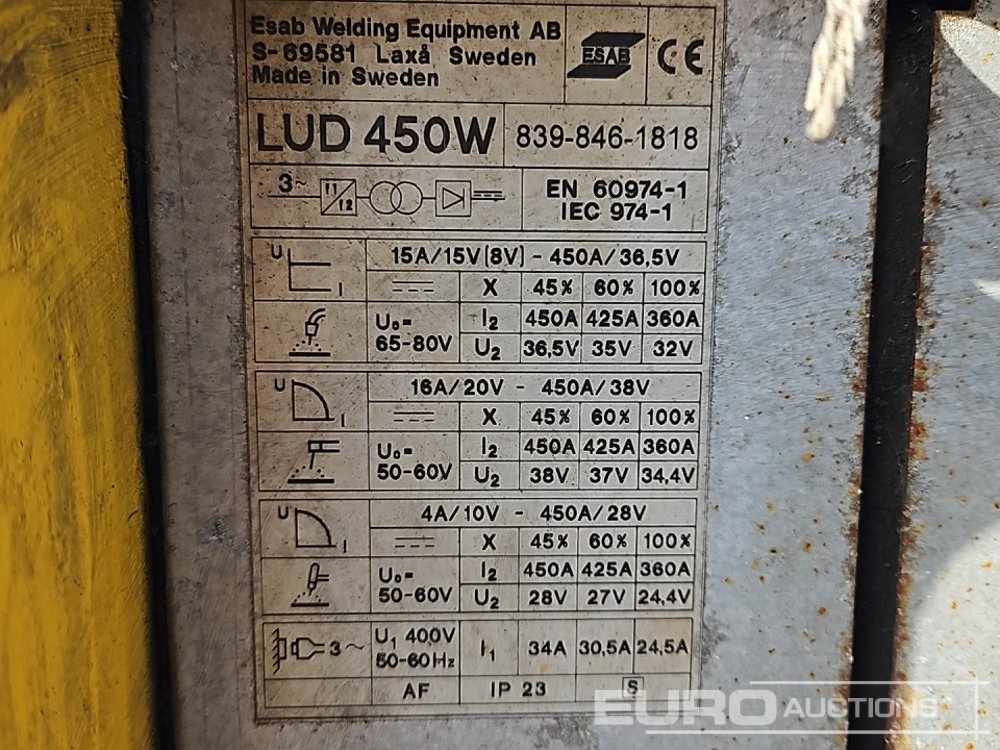 Esab Welding Equipment AB
S-69581 Laxå Sweden
Made in Sweden
ESAB
CE
LUD 450W
839-846-1818
3~
f1
f2
EN 60974-1
IEC 974-1
U
I
15A/15V(8V) - 450A/36,5V
X 45% 60% 100%
U₀=
65-80V
I₂ 450A 425A 360A
U₂ 36,5V 35V 32V
U
I
16A/20V - 450A/38V
X 45% 60% 100%
U₀=
50-60V
I₂ 450A 425A 360A
U₂ 38V 37V 34,4V
U
I
4A/10V - 450A/28V
X 45% 60% 100%
U₀=
50-60V
I₂ 450A 425A 360A
U₂ 28V 27V 24,4V
3~
U₁ 400V
50-60Hz
I₁ 34A 30,5A 24,5A
AF IP 23 S
EURO AUCTIONS